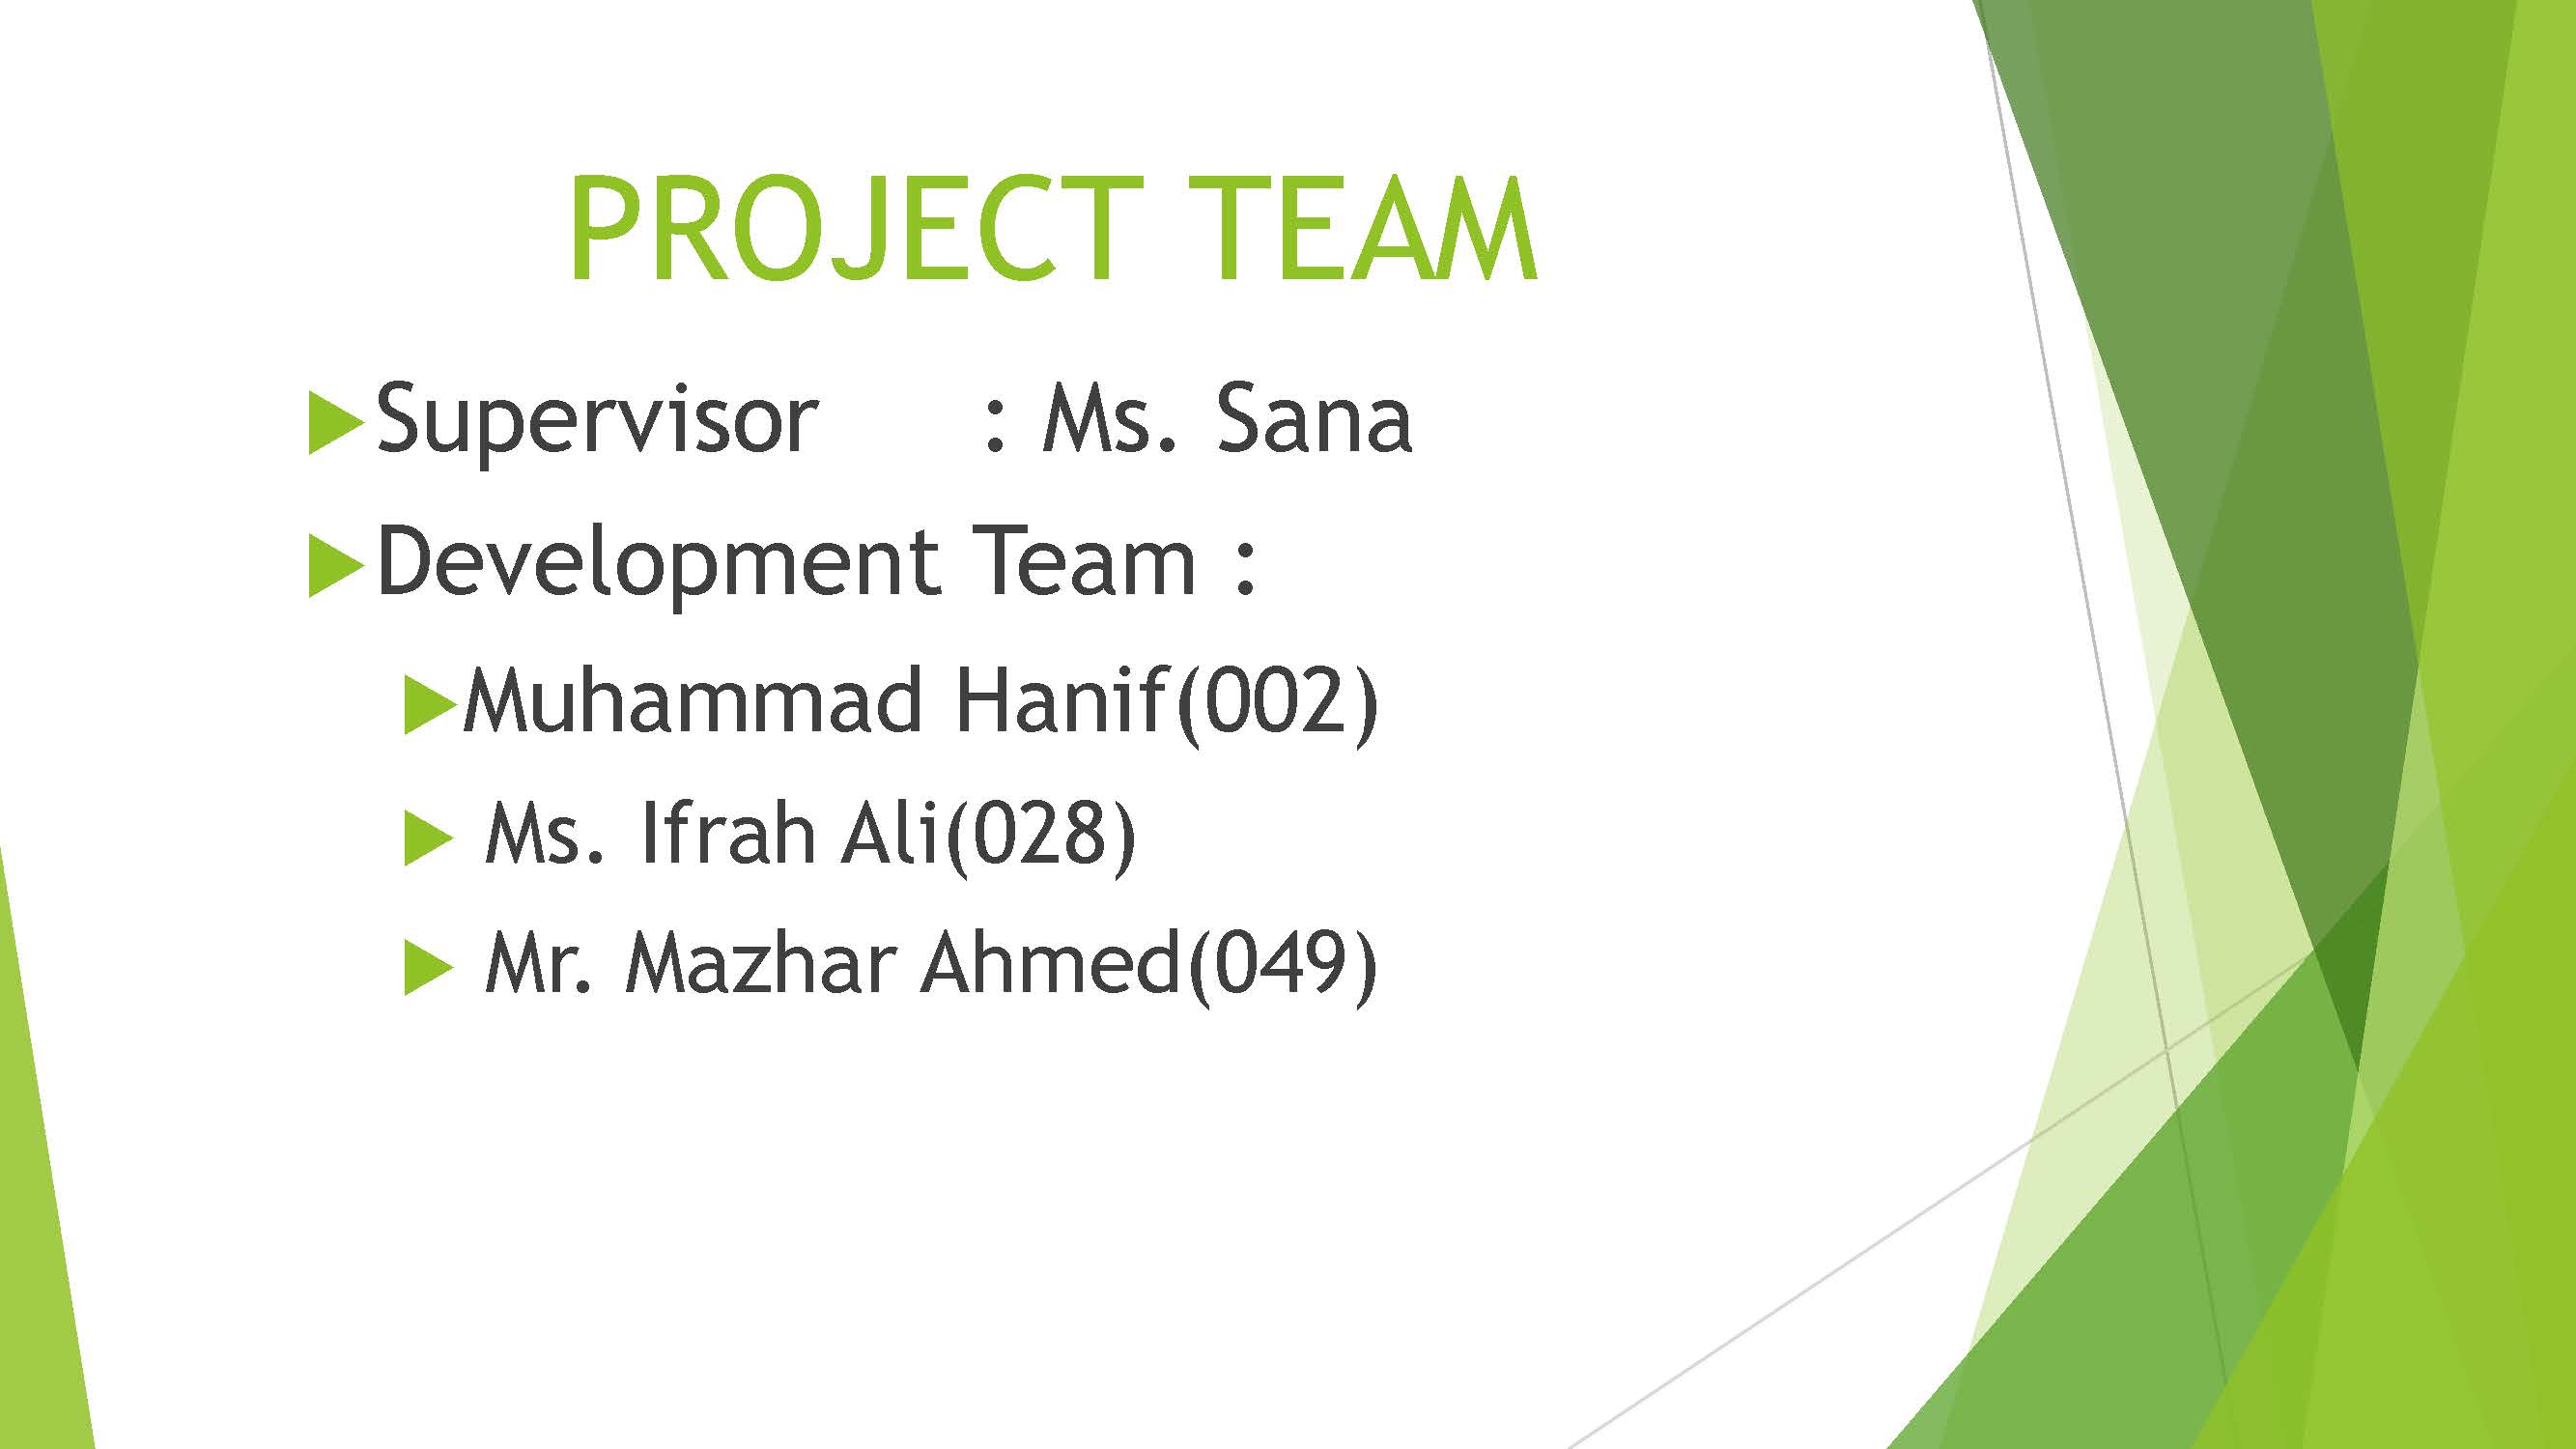 PROJECT TEAM
Supervisor : Ms. Sana
Development Team :
Muhammad Hanif(002)
Ms. Ifrah Ali(028)
Mr. Mazhar Ahmed(049)